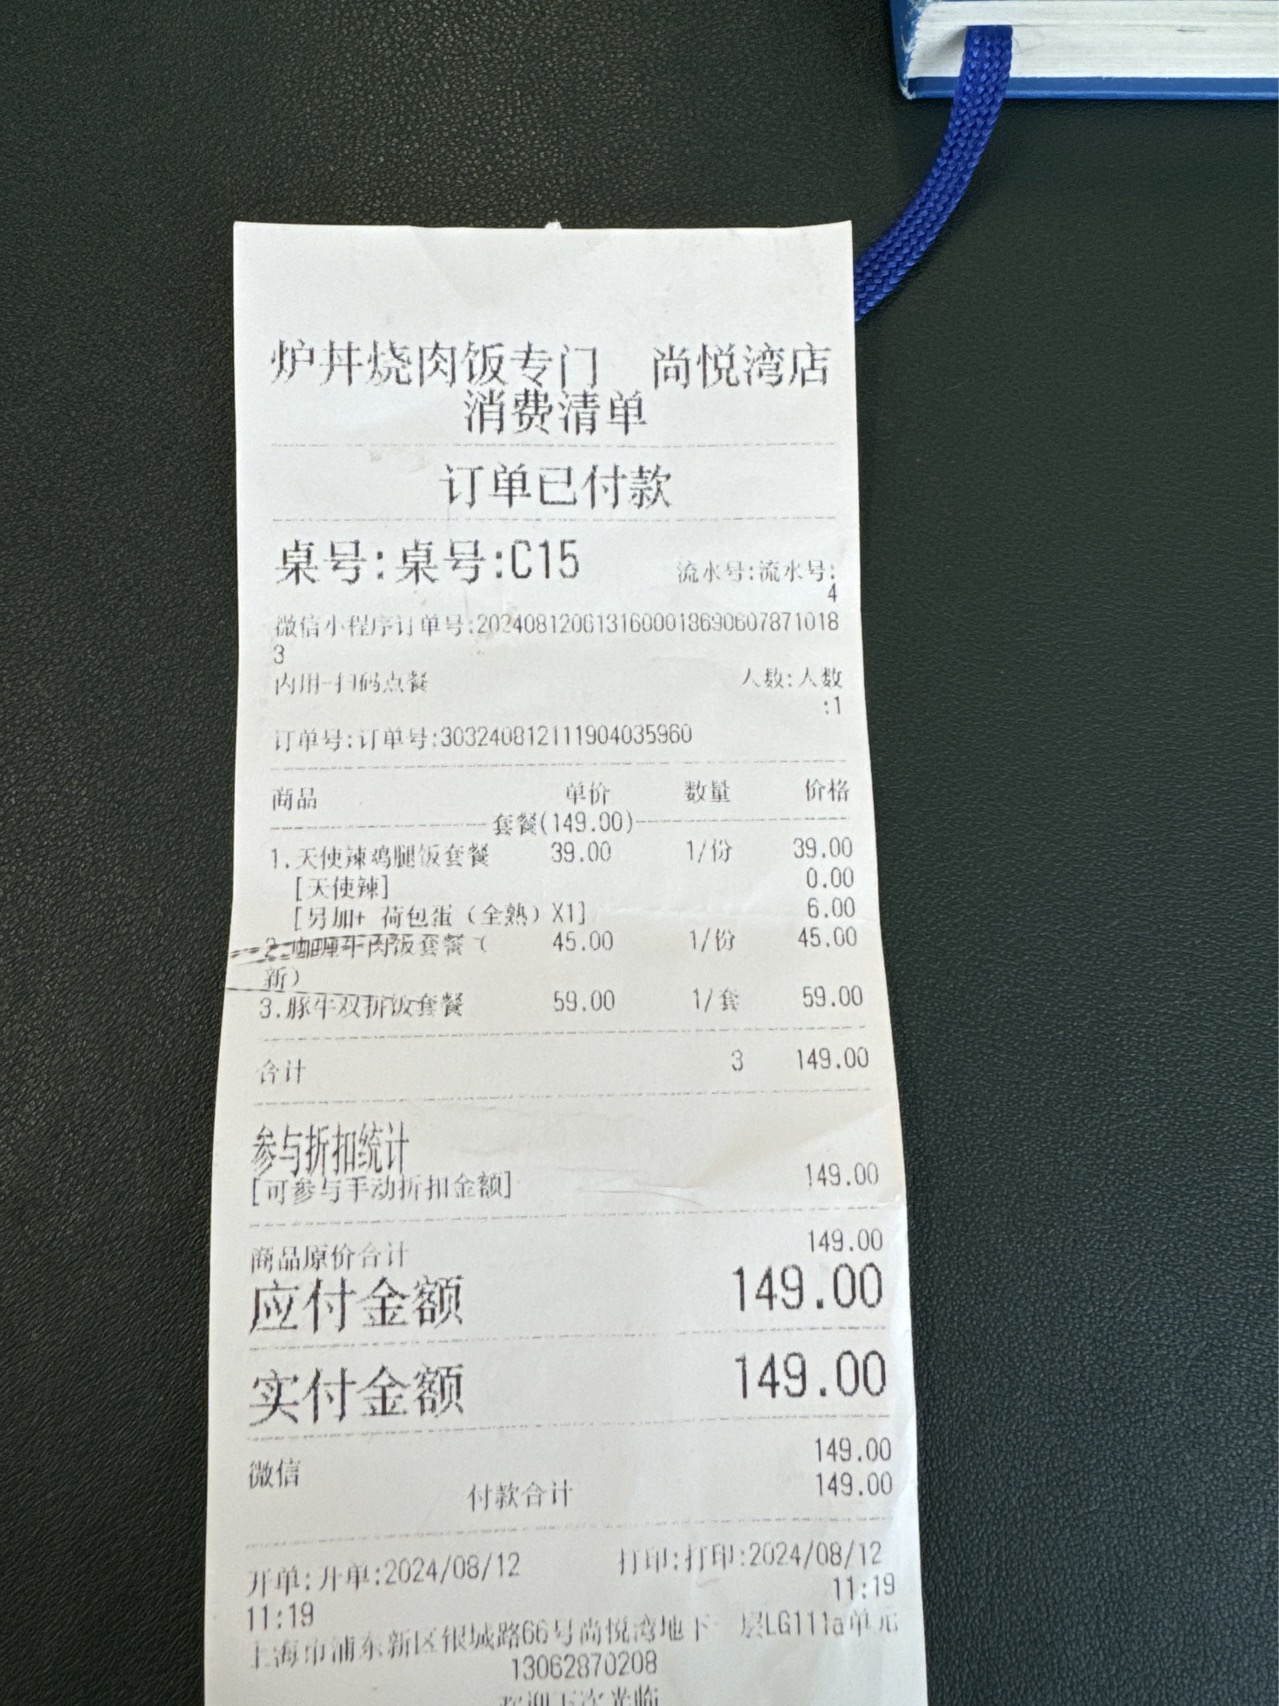 炉丼烧肉饭专门 尚悦湾店
消费清单
订单已付款
桌号:桌号:C15 流水号:流水号:
4
微信小程序订单号:2024081206131600018690607871018
3
内用-扫码点餐 人数:人数
:1
订单号:订单号:303240812111904035960
商品 单价 数量 价格
套餐(149.00)
1.天使辣鸡腿饭套餐 39.00 1/份 39.00
[天使辣] 0.00
[另加+ 荷包蛋（全熟）X1] 6.00
2.咖喱牛肉饭套餐（ 45.00 1/份 45.00
新）
3.豚牛双拼饭套餐 59.00 1/套 59.00
合计 3 149.00
参与折扣统计
[可参与手动折扣金额] 149.00
商品原价合计 149.00
应付金额 149.00
实付金额 149.00
微信 149.00
付款合计 149.00
开单:开单:2024/08/12 打印:打印:2024/08/12
11:19 11:19
上海市浦东新区银城路66号尚悦湾地下一层LG111a单元
13062870208
欢迎下次光临